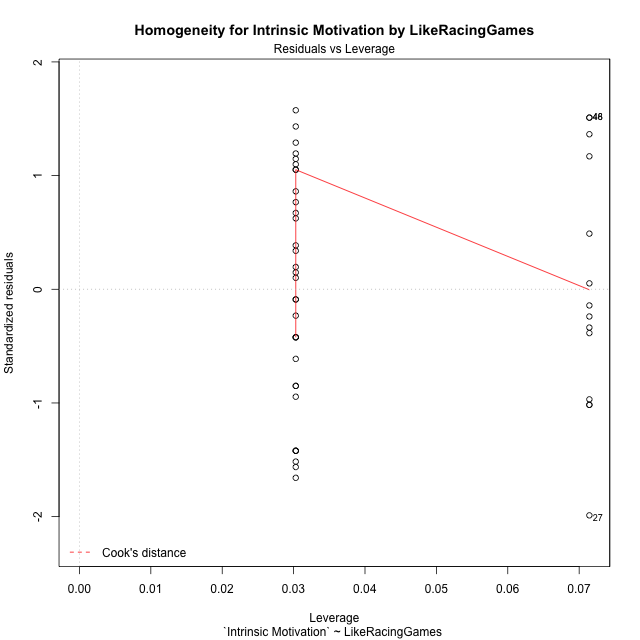 Homogeneity for Intrinsic Motivation by LikeRacingGames
Residuals vs Leverage
2
1
0
-1
-2
Standardized residuals
27
Cook's distance
0.00 0.01 0.02 0.03 0.04 0.05 0.06 0.07
Leverage
`Intrinsic Motivation` ~ LikeRacingGames